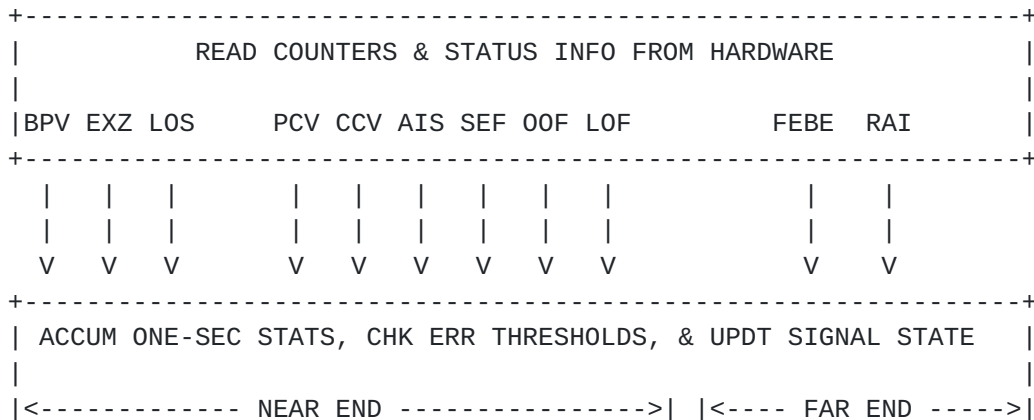 +----------------------------------------------------------------+
|           READ COUNTERS & STATUS INFO FROM HARDWARE            |
|                                                                |
|BPV EXZ LOS     PCV CCV AIS SEF OOF LOF         FEBE  RAI       |
+----------------------------------------------------------------+
  |   |   |       |   |   |   |   |   |            |    |
  |   |   |       |   |   |   |   |   |            |    |
  V   V   V       V   V   V   V   V   V            V    V
+----------------------------------------------------------------+
| ACCUM ONE-SEC STATS, CHK ERR THRESHOLDS, & UPDT SIGNAL STATE   |
|                                                                |
|<------------- NEAR END ---------------->| |<---- FAR END ----->|